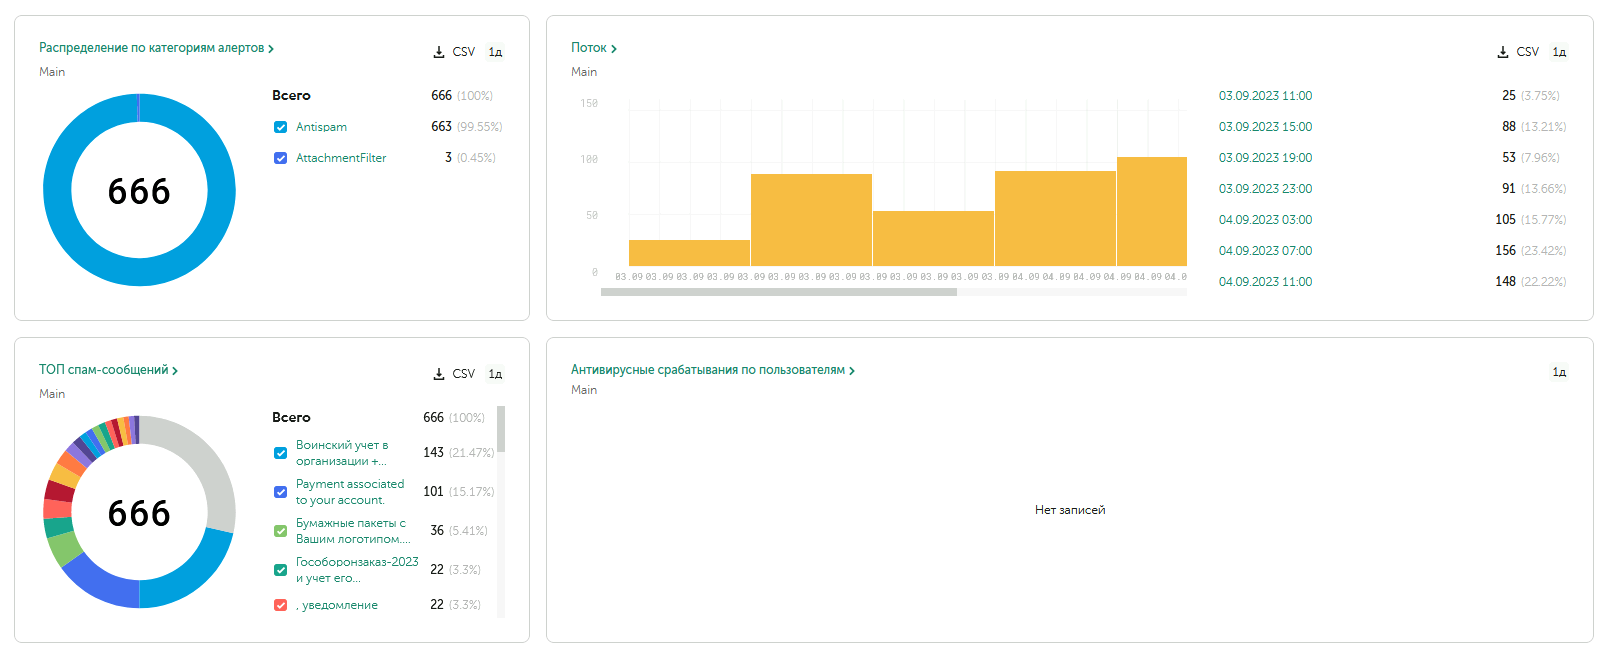 Распределение по категориям алертов
CSV 1д
Main
666
Всего 666 (100%)
Antispam 663 (99.55%)
AttachmentFilter 3 (0.45%)
Поток
CSV 1д
Main
150
100
50
0
03.09 03.09 03.09 03.09 03.09 03.09 03.09 03.09 03.09 03.09 03.09 03.09 03.09 04.09 04.09 04.09 04.09 04.09 04.0
03.09.2023 11:00 25 (3.75%)
03.09.2023 15:00 88 (13.21%)
03.09.2023 19:00 53 (7.96%)
03.09.2023 23:00 91 (13.66%)
04.09.2023 03:00 105 (15.77%)
04.09.2023 07:00 156 (23.42%)
04.09.2023 11:00 148 (22.22%)
ТОП спам-сообщений
CSV 1д
Main
666
Всего 666 (100%)
Воинский учет в
организации +... 143 (21.47%)
Payment associated
to your account. 101 (15.17%)
Бумажные пакеты с
Вашим логотипом.... 36 (5.41%)
Гособоронзаказ-2023
и учет его... 22 (3.3%)
, уведомление 22 (3.3%)
Антивирусные срабатывания по пользователям
1д
Main
Нет записей